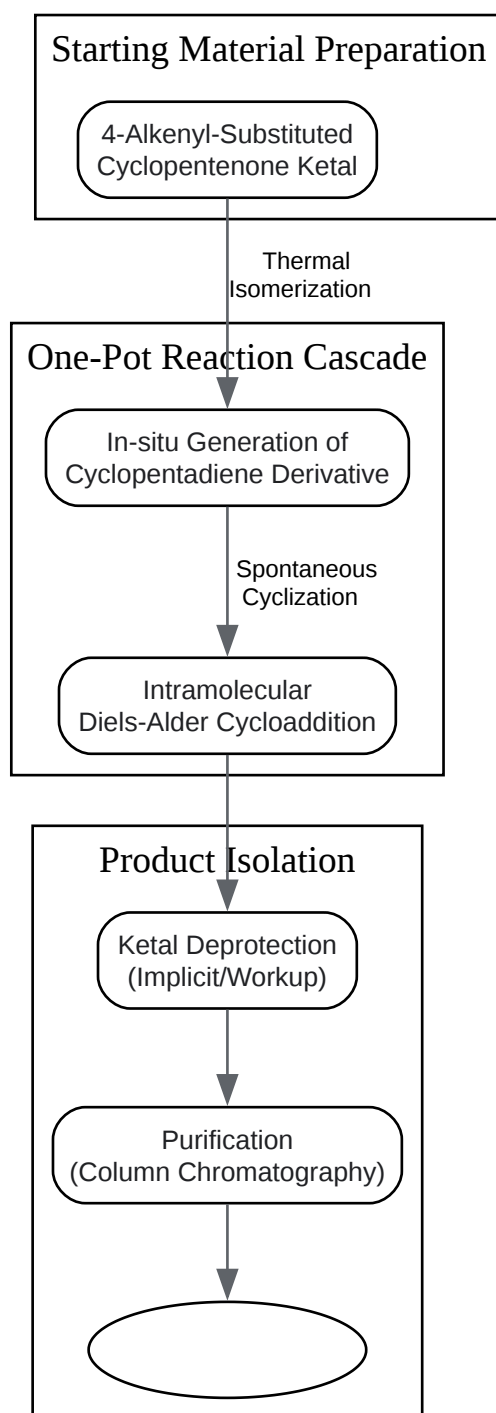 Starting Material Preparation
4-Alkenyl-Substituted
Cyclopentenone Ketal
Thermal
Isomerization
One-Pot Reaction Cascade
In-situ Generation of
Cyclopentadiene Derivative
Spontaneous
Cyclization
Intramolecular
Diels-Alder Cycloaddition
Product Isolation
Ketal Deprotection
(Implicit/Workup)
Purification
(Column Chromatography)